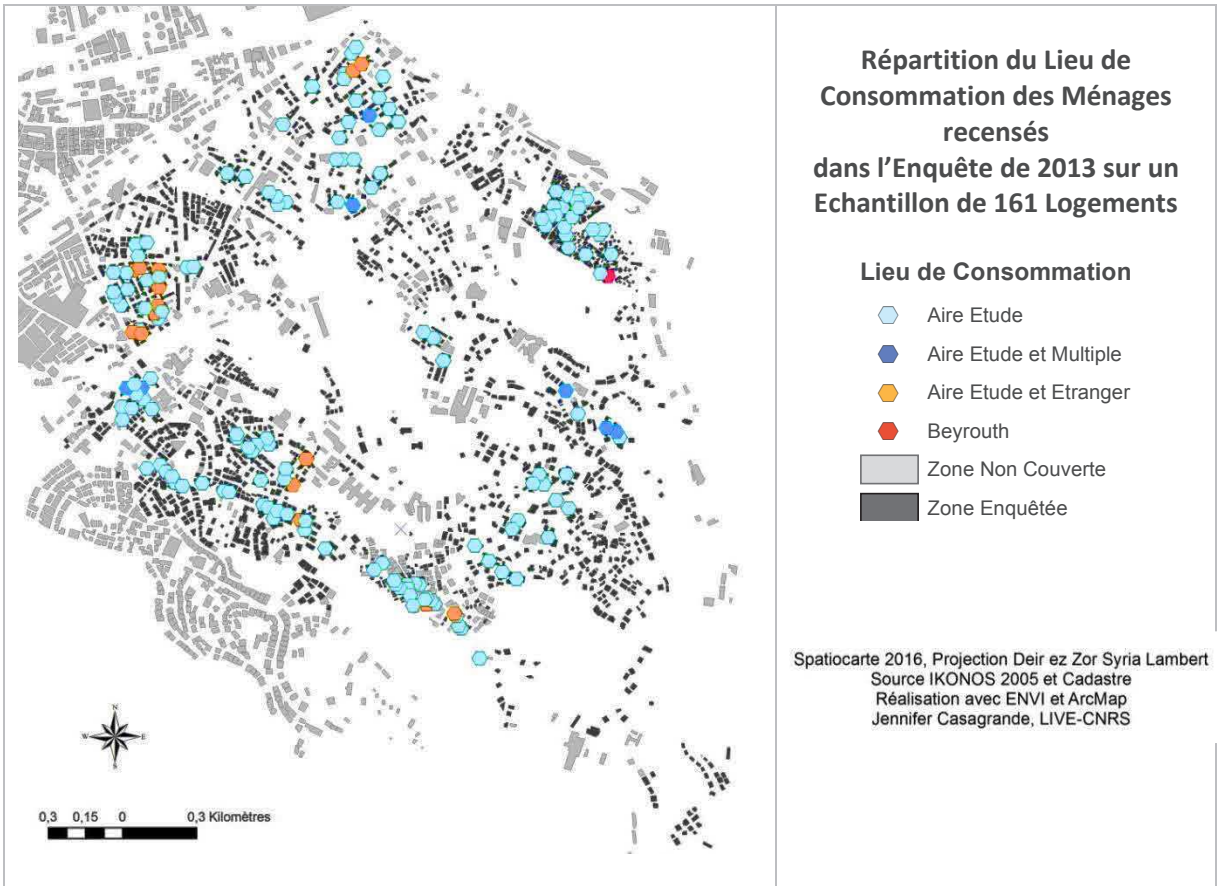 Répartition du Lieu de
Consommation des Ménages
recensés
dans l’Enquête de 2013 sur un
Echantillon de 161 Logements
Lieu de Consommation
Aire Etude
Aire Etude et Multiple
Aire Etude et Etranger
Beyrouth
Zone Non Couverte
Zone Enquêtée
Spatiocarte 2016, Projection Deir ez Zor Syria Lambert
Source IKONOS 2005 et Cadastre
Réalisation avec ENVI et ArcMap
Jennifer Casagrande, LIVE-CNRS
N
W E
S
0,3 0,15 0 0,3 Kilomètres